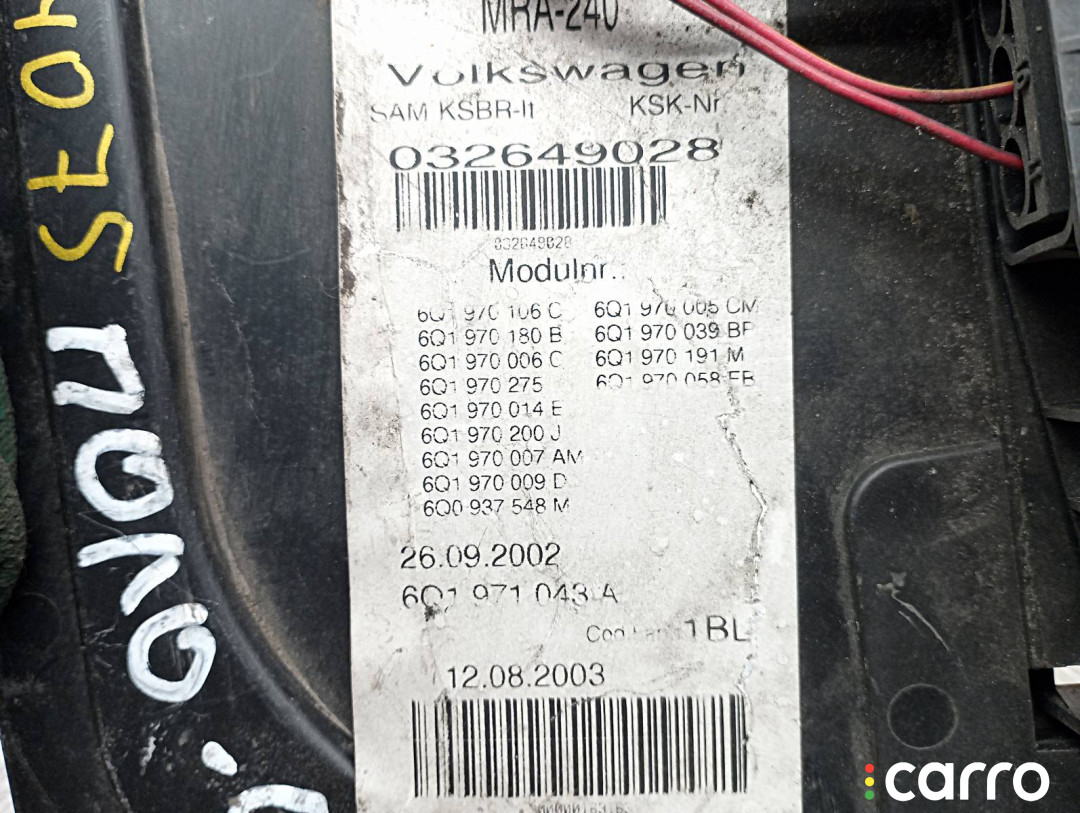 MRA-240
Volkswagen
SAM KSBR-It KSK-Nr
032649028
032649028
Modulnr.:
6Q1 970 106 C 6Q1 970 005 CM
6Q1 970 180 B 6Q1 970 039 BF
6Q1 970 006 C 6Q1 970 191 M
6Q1 970 275 6Q1 970 058
6Q1 970 014 E
6Q1 970 200 J
6Q1 970 007 AM
6Q1 970 009 D
6Q0 937 548 M
26.09.2002
6Q1 971 043 A
1BL
12.08.2003
carro